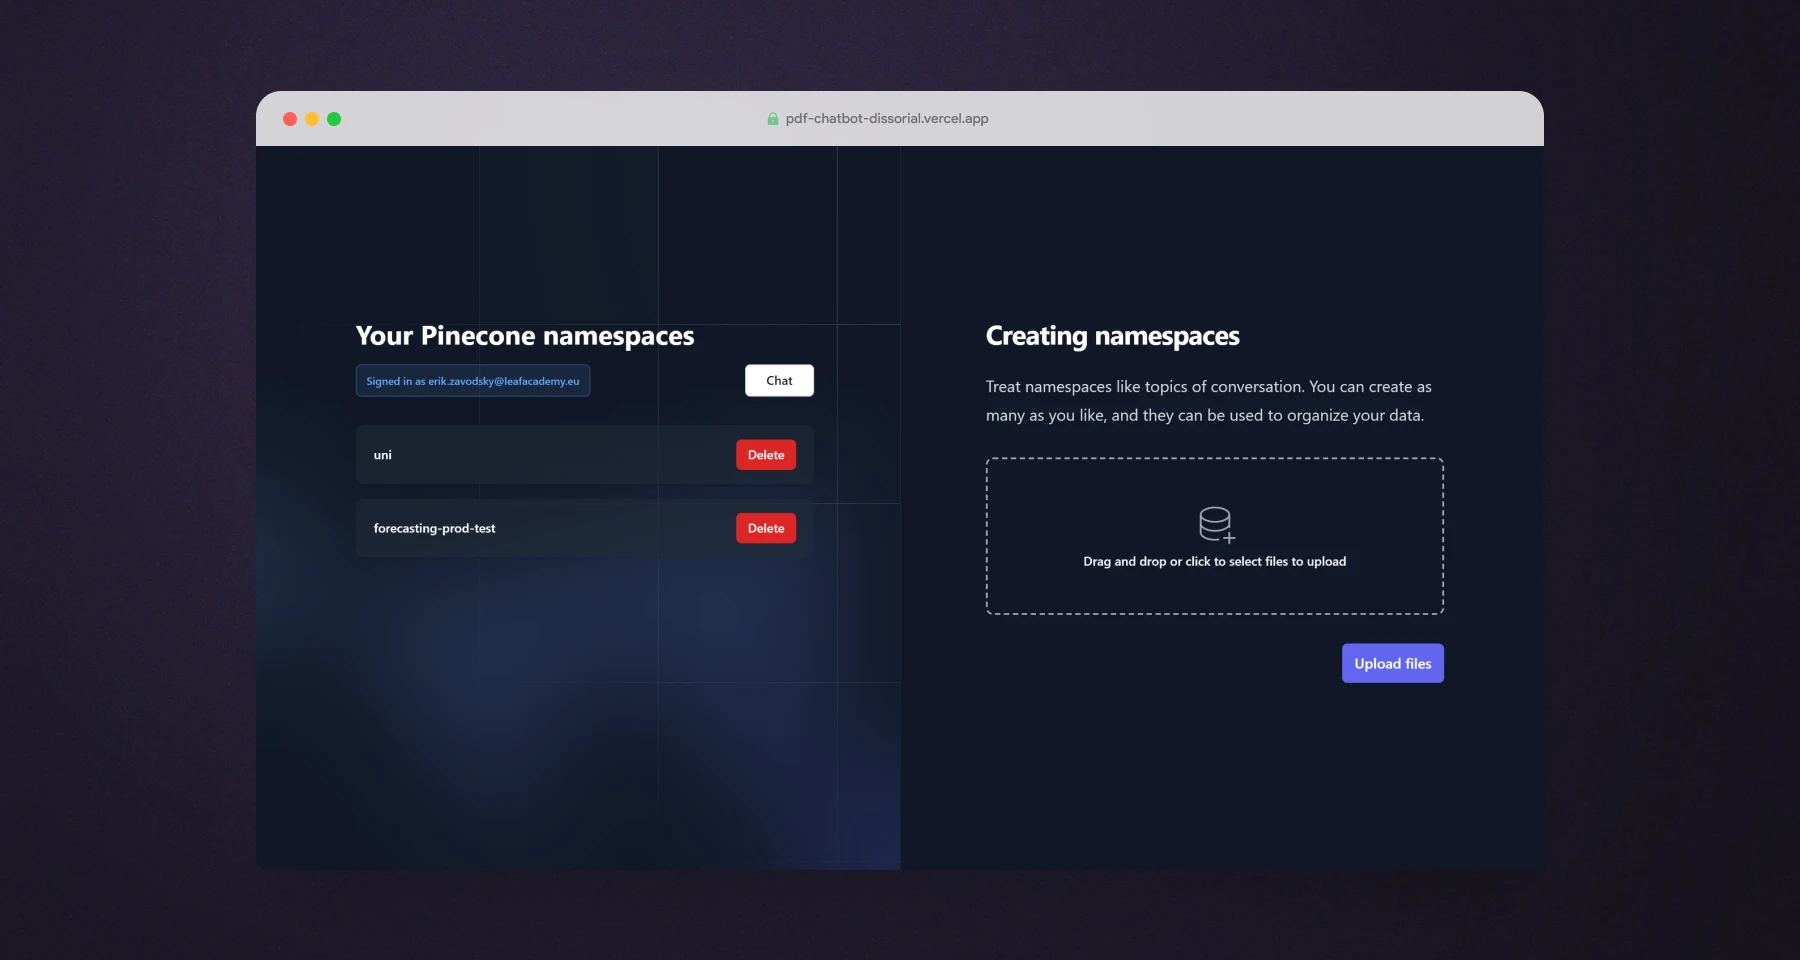 pdf-chatbot-dissorial.vercel.app
Your Pinecone namespaces
Signed in as erik.zavodsky@leafacademy.eu
Chat
uni
Delete
forecasting-prod-test
Delete
Creating namespaces
Treat namespaces like topics of conversation. You can create as
many as you like, and they can be used to organize your data.
Drag and drop or click to select files to upload
Upload files